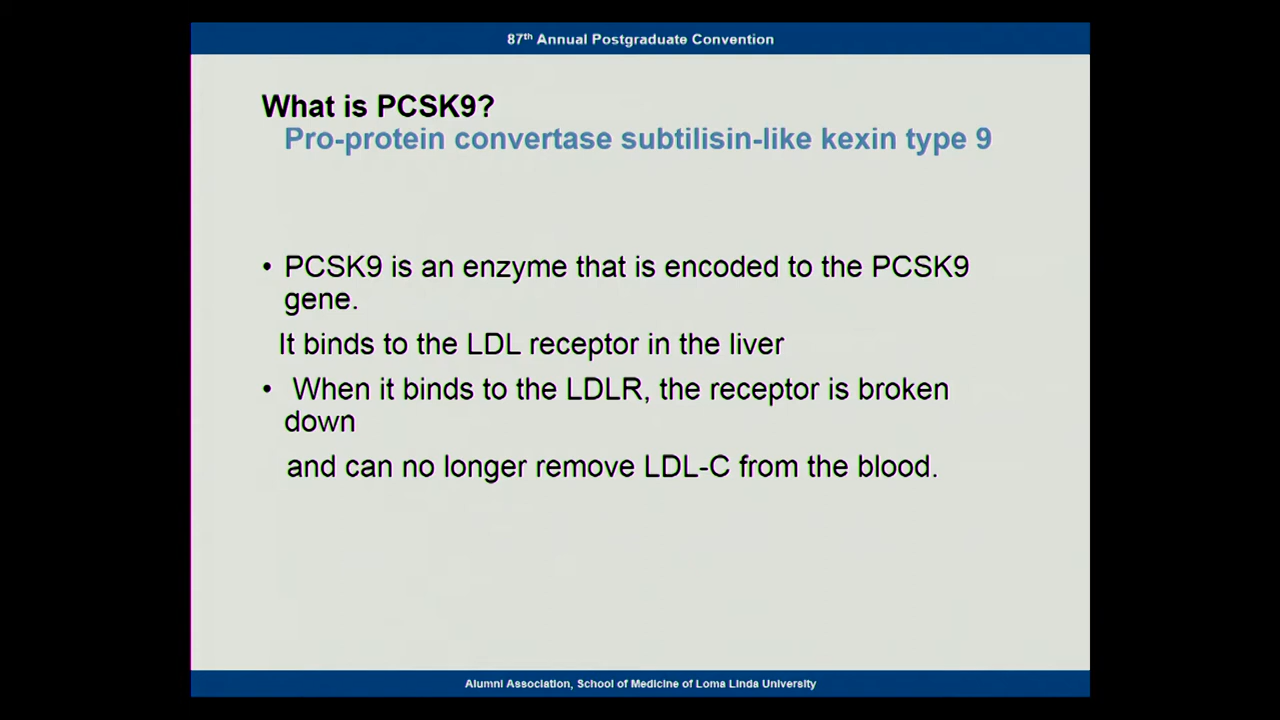 87th Annual Postgraduate Convention
What is PCSK9?
Pro-protein convertase subtilisin-like kexin type 9
• PCSK9 is an enzyme that is encoded to the PCSK9
gene.
It binds to the LDL receptor in the liver
• When it binds to the LDLR, the receptor is broken
down
and can no longer remove LDL-C from the blood.
Alumni Association, School of Medicine of Loma Linda University